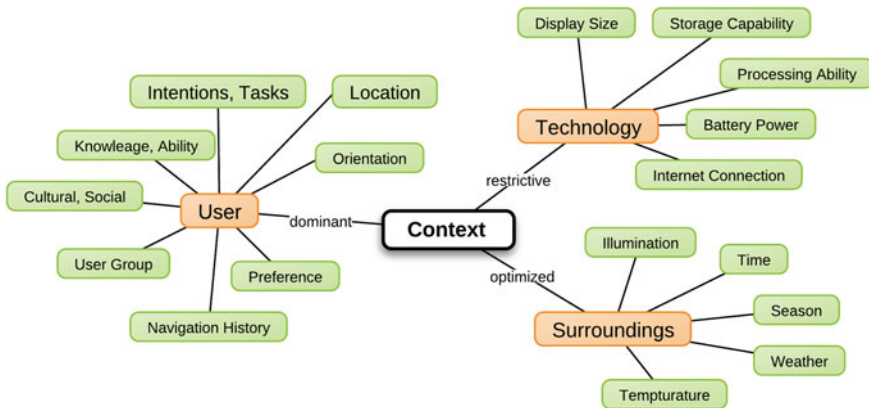 Display Size
Storage Capability
Intentions, Tasks
Location
Processing Ability
Technology
Battery Power
Knowleage, Ability
Orientation
Internet Connection
restrictive
Cultural, Social
User
dominant
Context
Illumination
Time
User Group
Preference
optimized
Season
Navigation History
Surroundings
Weather
Tempturature